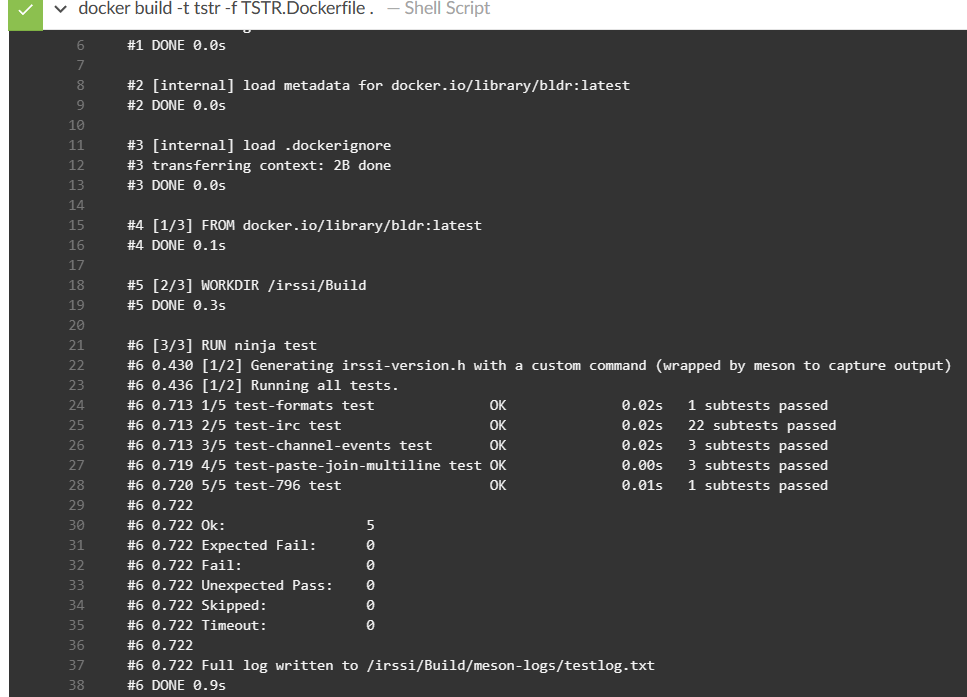 docker build -t tstr -f TSTR.Dockerfile . — Shell Script
6 #1 DONE 0.0s
7
8 #2 [internal] load metadata for docker.io/library/bldr:latest
9 #2 DONE 0.0s
10
11 #3 [internal] load .dockerignore
12 #3 transferring context: 2B done
13 #3 DONE 0.0s
14
15 #4 [1/3] FROM docker.io/library/bldr:latest
16 #4 DONE 0.1s
17
18 #5 [2/3] WORKDIR /irssi/Build
19 #5 DONE 0.3s
20
21 #6 [3/3] RUN ninja test
22 #6 0.430 [1/2] Generating irssi-version.h with a custom command (wrapped by meson to capture output)
23 #6 0.436 [1/2] Running all tests.
24 #6 0.713 1/5 test-formats test OK 0.02s 1 subtests passed
25 #6 0.713 2/5 test-irc test OK 0.02s 22 subtests passed
26 #6 0.713 3/5 test-channel-events test OK 0.02s 3 subtests passed
27 #6 0.719 4/5 test-paste-join-multiline test OK 0.00s 3 subtests passed
28 #6 0.720 5/5 test-796 test OK 0.01s 1 subtests passed
29 #6 0.722
30 #6 0.722 Ok: 5
31 #6 0.722 Expected Fail: 0
32 #6 0.722 Fail: 0
33 #6 0.722 Unexpected Pass: 0
34 #6 0.722 Skipped: 0
35 #6 0.722 Timeout: 0
36 #6 0.722
37 #6 0.722 Full log written to /irssi/Build/meson-logs/testlog.txt
38 #6 DONE 0.9s